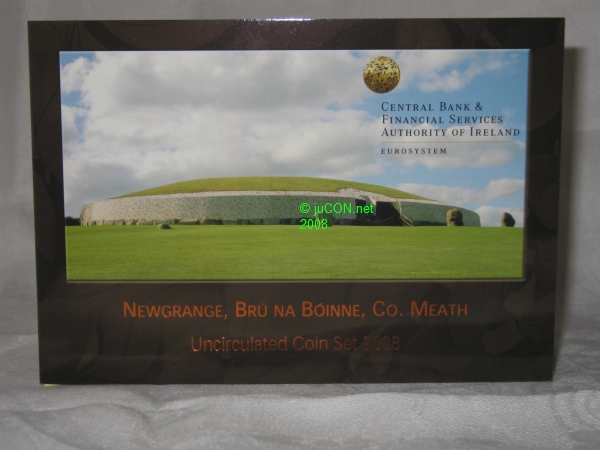 CENTRAL BANK &
FINANCIAL SERVICES
AUTHORITY OF IRELAND
EUROSYSTEM
© juCON.net
2008
NEWGRANGE, BRÚ NA BÓINNE, CO. MEATH
Uncirculated Coin Set 2008